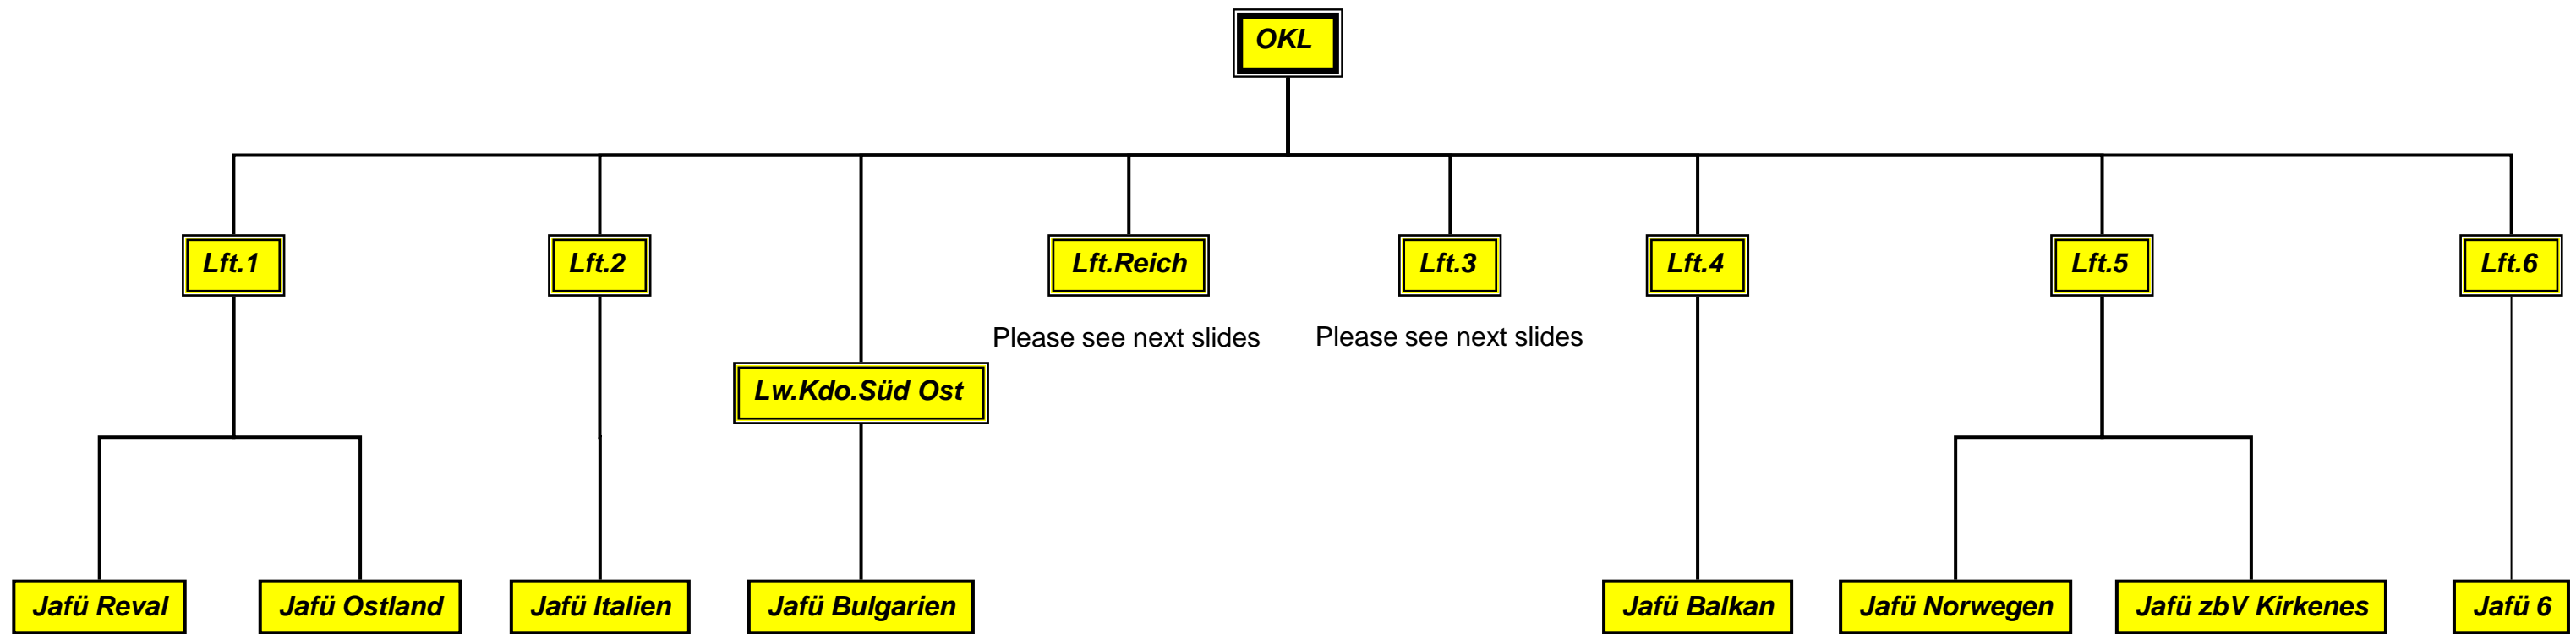 OKL
Lft.1
Lft.2
Lft.Reich
Lft.3
Lft.4
Lft.5
Lft.6
Please see next slides
Please see next slides
Lw.Kdo.Süd Ost
Jafü Reval
Jafü Ostland
Jafü Italien
Jafü Bulgarien
Jafü Balkan
Jafü Norwegen
Jafü zbV Kirkenes
Jafü 6